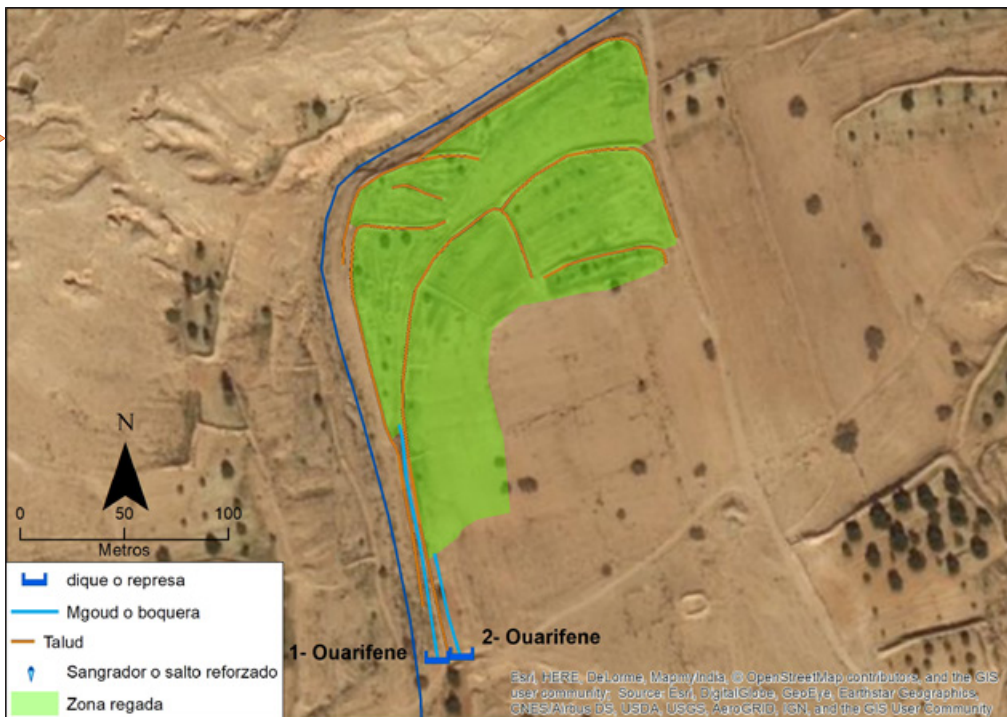 N
0 50 100
Metros
dique o represa
Mgoud o boquera
Talud
Sangrador o salto reforzado
Zona regada
1- Ouarifene
2- Ouarifene
Esri, HERE, DeLorme, MapmyIndia, © OpenStreetMap contributors, and the GIS
user community; Source: Esri, DigitalGlobe, GeoEye, Earthstar Geographics,
CNES/Airbus DS, USDA, USGS, AeroGRID, IGN, and the GIS User Community